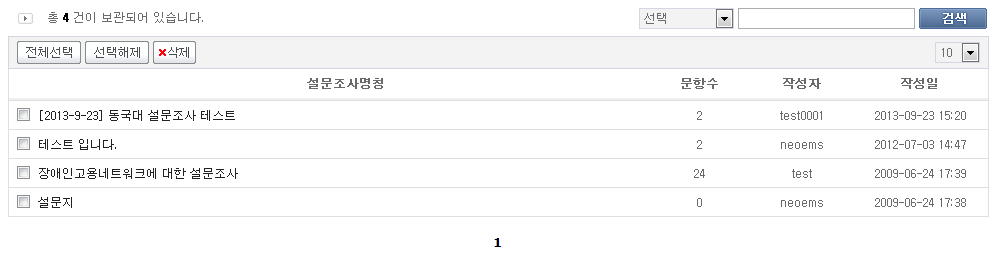 총 4 건이 보관되어 있습니다. 선택 검색
전체선택 선택해제 삭제 10
설문조사명칭 문항수 작성자 작성일
[2013-9-23] 동국대 설문조사 테스트 2 test0001 2013-09-23 15:20
테스트 입니다. 2 neoems 2012-07-03 14:47
장애인고용네트워크에 대한 설문조사 24 test 2009-06-24 17:39
설문지 0 neoems 2009-06-24 17:38
1